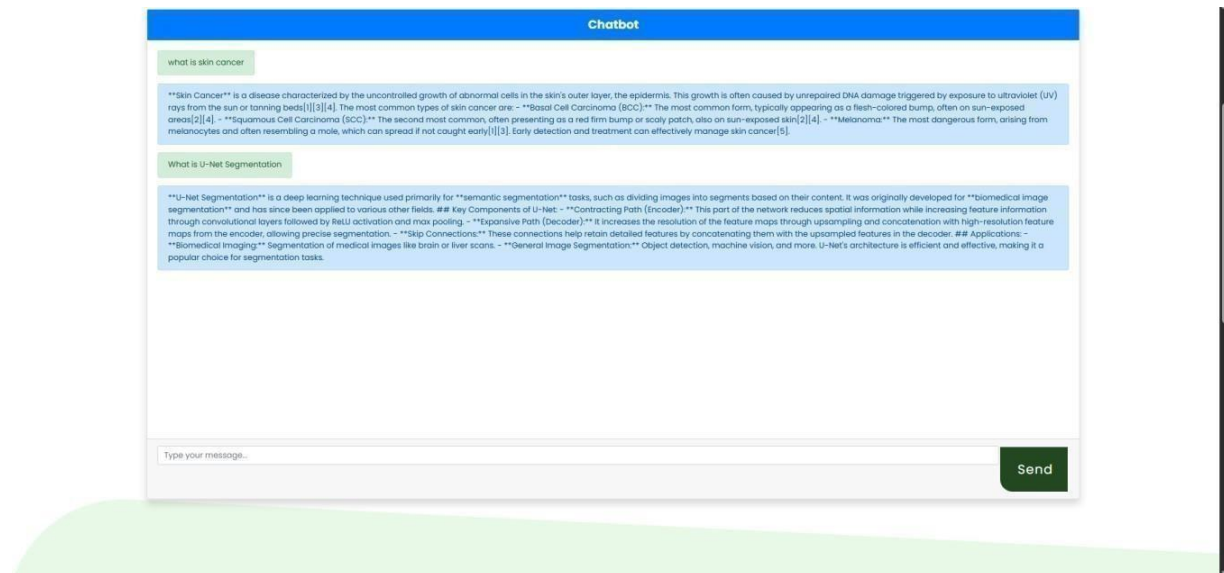 Chatbot
what is skin cancer
**Skin Cancer** is a disease characterized by the uncontrolled growth of abnormal cells in the skin's outer layer, the epidermis. This growth is often caused by unrepaired DNA damage triggered by exposure to ultraviolet (UV)
rays from the sun or tanning beds[1][3][4]. The most common types of skin cancer are: - **Basal Cell Carcinoma (BCC):** The most common form, typically appearing as a flesh-colored bump, often on sun-exposed
areas[2][4]. - **Squamous Cell Carcinoma (SCC):** The second most common, often presenting as a red firm bump or scaly patch, also on sun-exposed skin[2][4]. - **Melanoma:** The most dangerous form, arising from
melanocytes and often resembling a mole, which can spread if not caught early[1][3]. Early detection and treatment can effectively manage skin cancer[5].
What is U-Net Segmentation
**U-Net Segmentation** is a deep learning technique used primarily for **semantic segmentation** tasks, such as dividing images into segments based on their content. It was originally developed for **biomedical image
segmentation** and has since been applied to various other fields. ## Key Components of U-Net: - **Contracting Path (Encoder):** This part of the network reduces spatial information while increasing feature information
through convolutional layers followed by ReLU activation and max pooling. - **Expansive Path (Decoder):** It increases the resolution of the feature maps through upsampling and concatenation with high-resolution feature
maps from the encoder, allowing precise segmentation. - **Skip Connections:** These connections help retain detailed features by concatenating them with the upsampled features in the decoder. ## Applications: -
**Biomedical Imaging:** Segmentation of medical images like brain or liver scans. - **General Image Segmentation:** Object detection, machine vision, and more. U-Net's architecture is efficient and effective, making it a
popular choice for segmentation tasks.
Type your message...
Send